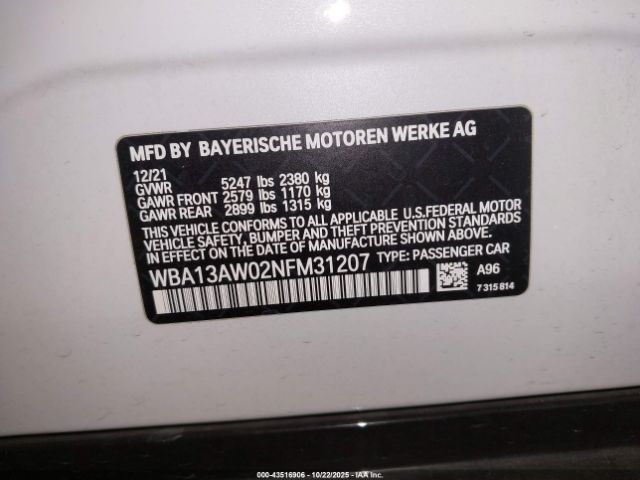 MFD BY BAYERISCHE MOTOREN WERKE AG
12/21
GVWR 5247 lbs 2380 kg
GAWR FRONT 2579 lbs 1170 kg
GAWR REAR 2899 lbs 1315 kg
THIS VEHICLE CONFORMS TO ALL APPLICABLE U.S.FEDERAL MOTOR
VEHICLE SAFETY, BUMPER AND THEFT PREVENTION STANDARDS
IN EFFECT ON THE DATE OF MANUFACTURE SHOWN ABOVE.
WBA13AW02NFM31207 TYPE: PASSENGER CAR
A96
7 315 814
000-43516906 - 10/22/2025 - IAAI.COM